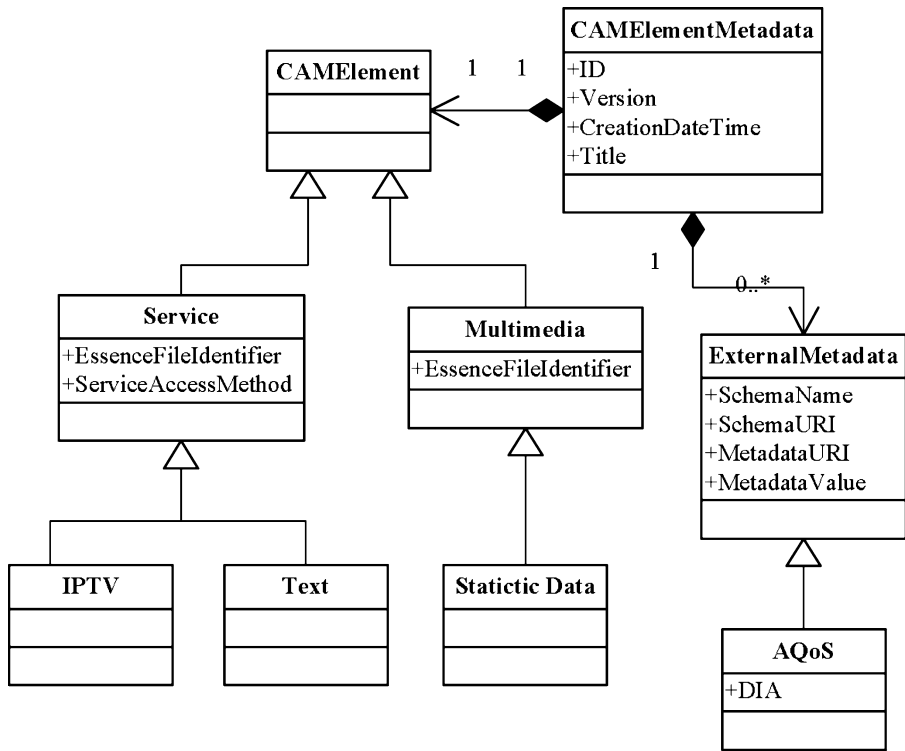 CAMElementMetadata
+ID
+Version
+CreationDateTime
+Title
CAMElement
1 1
1
0..*
Service
+EssenceFileIdentifier
+ServiceAccessMethod
Multimedia
+EssenceFileIdentifier
ExternalMetadata
+SchemaName
+SchemaURI
+MetadataURI
+MetadataValue
IPTV
Text
Statictic Data
AQoS
+DIA